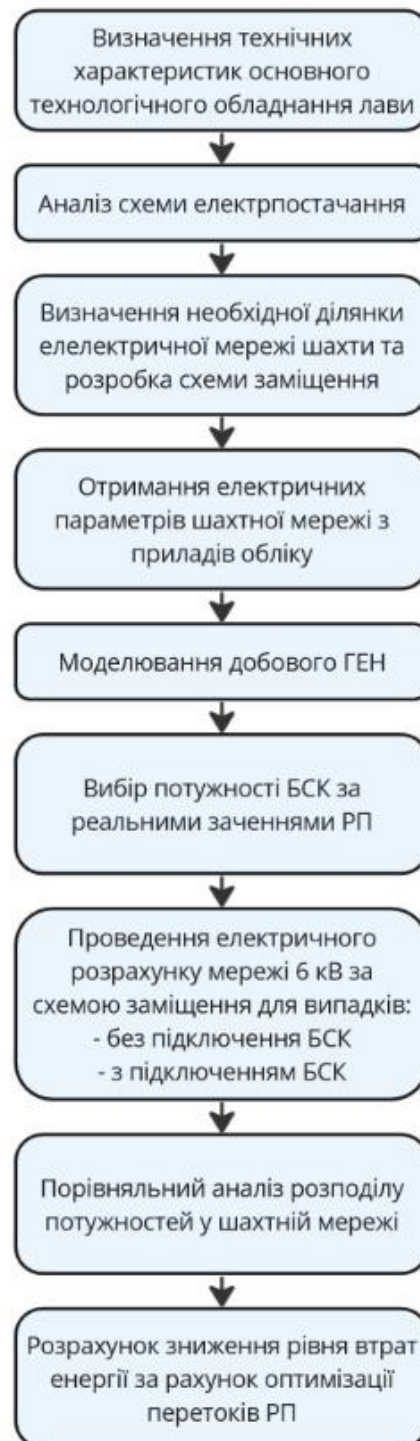 Визначення технічних
характеристик основного
технологічного обладнання лави
Аналіз схеми електрпостачання
Визначення необхідної ділянки
елелектричної мережі шахти та
розробка схеми заміщення
Отримання електричних
параметрів шахтної мережі з
приладів обліку
Моделювання добового ГЕН
Вибір потужності БСК за
реальними заченнями РП
Проведення електричного
розрахунку мережі 6 кВ за
схемою заміщення для випадків:
- без підключення БСК
- з підключенням БСК
Порівняльний аналіз розподілу
потужностей у шахтній мережі
Розрахунок зниження рівня втрат
енергії за рахунок оптимізації
перетоків РП